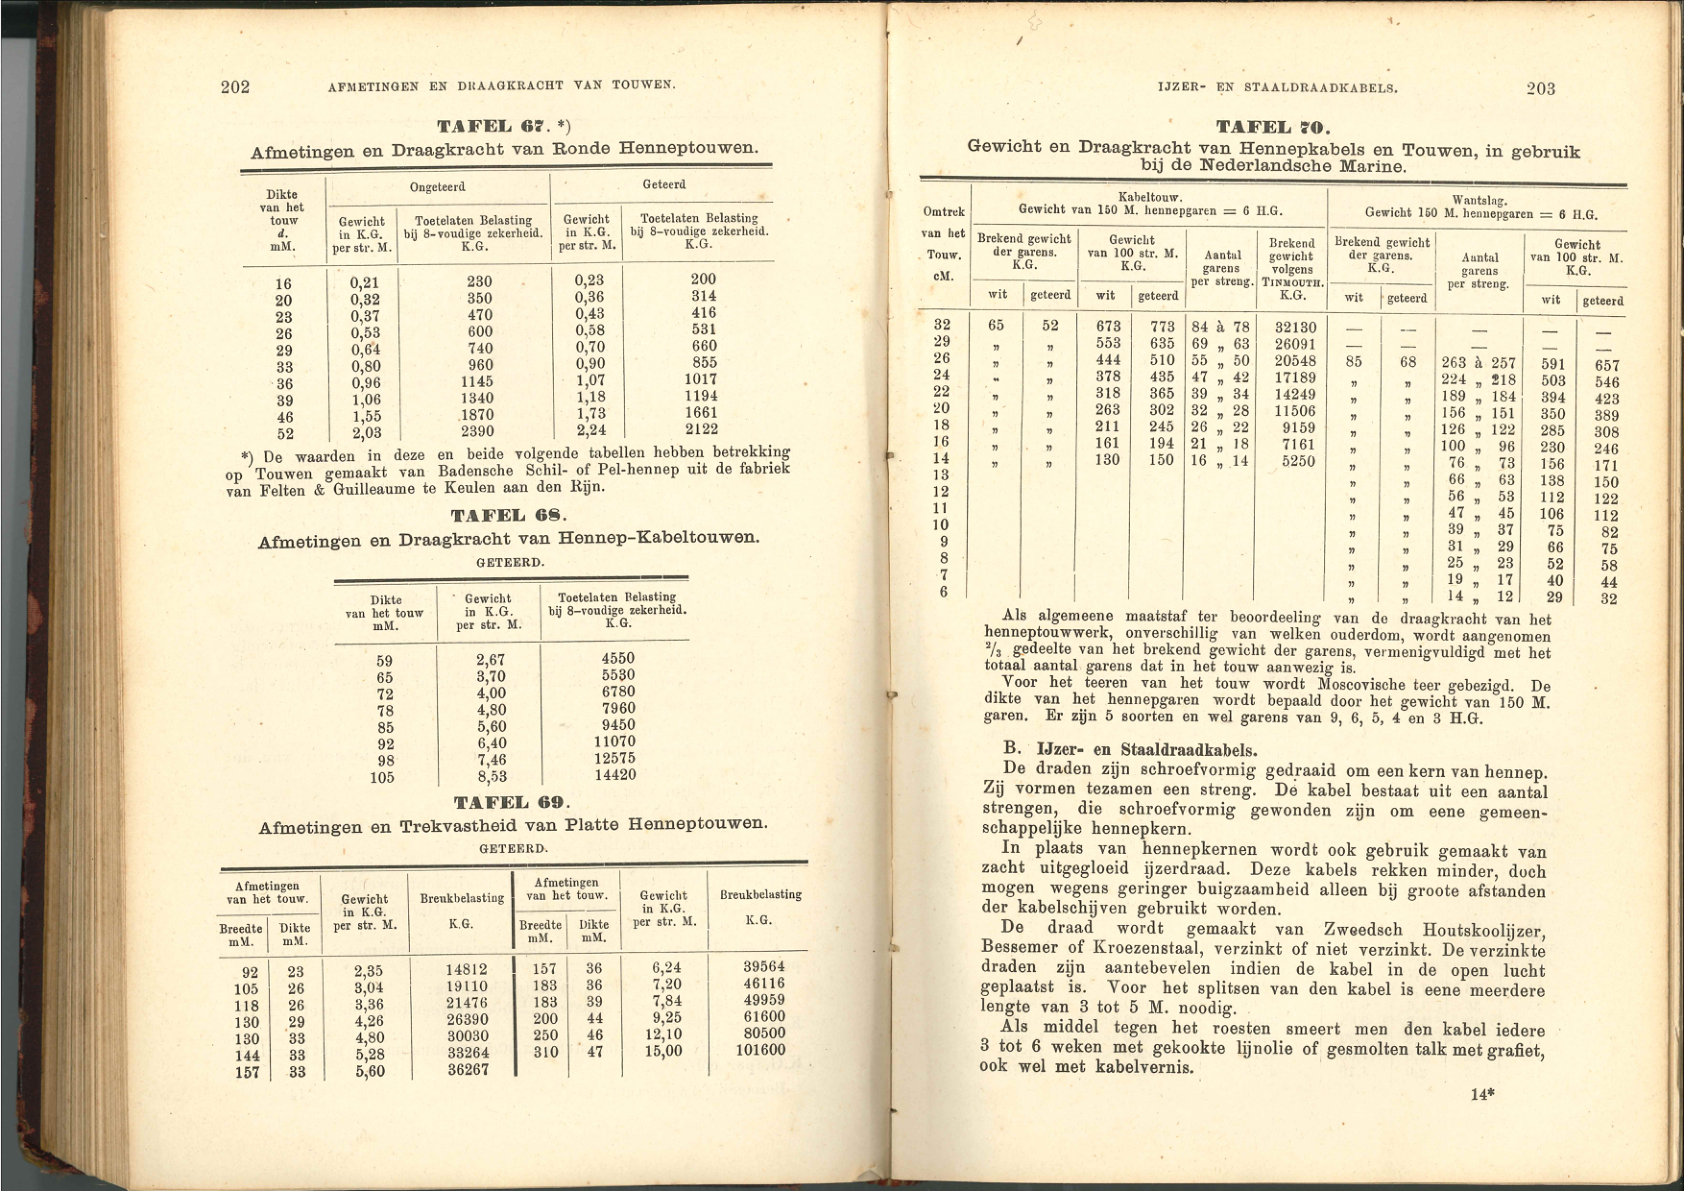 202 AFMETINGEN EN DRAAGKRACHT VAN TOUWEN.
TAFEL 67. *)
Afmetingen en Draagkracht van Ronde Henneptouwen.
Dikte van het touw d. mM. | Ongeteerd | Geteerd
Gewicht in K.G. per str. M. | Toetelaten Belasting bij 8-voudige zekerheid. K.G. | Gewicht in K.G. per str. M. | Toetelaten Belasting bij 8-voudige zekerheid. K.G.
16 0,21 230 0,23 200
20 0,32 350 0,36 314
23 0,37 470 0,43 416
26 0,53 600 0,58 531
29 0,64 740 0,70 660
33 0,80 960 0,90 855
36 0,96 1145 1,07 1017
39 1,06 1340 1,18 1194
46 1,55 1870 1,73 1661
52 2,03 2390 2,24 2122
*) De waarden in deze en beide volgende tabellen hebben betrekking
op Touwen gemaakt van Badensche Schil- of Pel-hennep uit de fabriek
van Felten & Guilleaume te Keulen aan den Rijn.
TAFEL 68.
Afmetingen en Draagkracht van Hennep-Kabeltouwen.
GETEERD.
Dikte van het touw mM. | Gewicht in K.G. per str. M. | Toetelaten Belasting bij 8-voudige zekerheid. K.G.
59 2,67 4550
65 3,70 5530
72 4,00 6780
78 4,80 7960
85 5,60 9450
92 6,40 11070
98 7,46 12575
105 8,53 14420
TAFEL 69.
Afmetingen en Trekvastheid van Platte Henneptouwen.
GETEERD.
Afmetingen van het touw. | Gewicht in K.G. per str. M. | Breukbelasting K.G. | Afmetingen van het touw. | Gewicht in K.G. per str. M. | Breukbelasting K.G.
Breedte mM. | Dikte mM. | Breedte mM. | Dikte mM.
92 23 2,35 14812 157 36 6,24 39564
105 26 3,04 19110 183 36 7,20 46116
118 26 3,36 21476 183 39 7,84 49959
130 29 4,26 26390 200 44 9,25 61600
130 33 4,80 30030 250 46 12,10 80500
144 33 5,28 33264 310 47 15,00 101600
157 33 5,60 36267
IJZER- EN STAALDRAADKABELS. 203
TAFEL 70.
Gewicht en Draagkracht van Hennepkabels en Touwen, in gebruik
bij de Nederlandsche Marine.
Omtrek van het Touw. cM. | Kabeltouw. Gewicht van 150 M. hennepgaren = 6 H.G. | Wantslag. Gewicht 150 M. hennepgaren = 6 H.G.
Brekend gewicht der garens. K.G. | Gewicht van 100 str. M. K.G. | Aantal garens per streng. | Brekend gewicht volgens TINMOUTH. K.G. | Brekend gewicht der garens. K.G. | Aantal garens per streng. | Gewicht van 100 str. M. K.G.
wit | geteerd | wit | geteerd | wit | geteerd | wit | geteerd
32 65 52 673 773 84 à 78 32130 — — — — —
29 „ „ 553 635 69 „ 63 26091 — — — — —
26 „ „ 444 510 55 „ 50 20548 85 68 263 à 257 591 657
24 „ „ 378 435 47 „ 42 17189 „ „ 224 „ 218 503 546
22 „ „ 318 365 39 „ 34 14249 „ „ 189 „ 184 394 423
20 „ „ 263 302 32 „ 28 11506 „ „ 156 „ 151 350 389
18 „ „ 211 245 26 „ 22 9159 „ „ 126 „ 122 285 308
16 „ „ 161 194 21 „ 18 7161 „ „ 100 „ 96 230 246
14 „ „ 130 150 16 „ 14 5250 „ „ 76 „ 73 156 171
13 „ „ 66 „ 63 138 150
12 „ „ 56 „ 53 112 122
11 „ „ 47 „ 45 106 112
10 „ „ 39 „ 37 75 82
9 „ „ 31 „ 29 66 75
8 „ „ 25 „ 23 52 58
7 „ „ 19 „ 17 40 44
6 „ „ 14 „ 12 29 32
Als algemeene maatstaf ter beoordeeling van de draagkracht van het
henneptouwwerk, onverschillig van welken ouderdom, wordt aangenomen
2/3 gedeelte van het brekend gewicht der garens, vermenigvuldigd met het
totaal aantal garens dat in het touw aanwezig is.
Voor het teeren van het touw wordt Moscovische teer gebezigd. De
dikte van het hennepgaren wordt bepaald door het gewicht van 150 M.
garen. Er zijn 5 soorten en wel garens van 9, 6, 5, 4 en 3 H.G.
B. IJzer- en Staaldraadkabels.
De draden zijn schroefvormig gedraaid om een kern van hennep.
Zij vormen tezamen een streng. De kabel bestaat uit een aantal
strengen, die schroefvormig gewonden zijn om eene gemeen-
schappelijke hennepkern.
In plaats van hennepkernen wordt ook gebruik gemaakt van
zacht uitgegloeid ijzerdraad. Deze kabels rekken minder, doch
mogen wegens geringer buigzaamheid alleen bij groote afstanden
der kabelschijven gebruikt worden.
De draad wordt gemaakt van Zweedsch Houtskoolijzer,
Bessemer of Kroezenstaal, verzinkt of niet verzinkt. De verzinkte
draden zijn aantebevelen indien de kabel in de open lucht
geplaatst is. Voor het splitsen van den kabel is eene meerdere
lengte van 3 tot 5 M. noodig.
Als middel tegen het roesten smeert men den kabel iedere
3 tot 6 weken met gekookte lijnolie of gesmolten talk met grafiet,
ook wel met kabelvernis.
14*